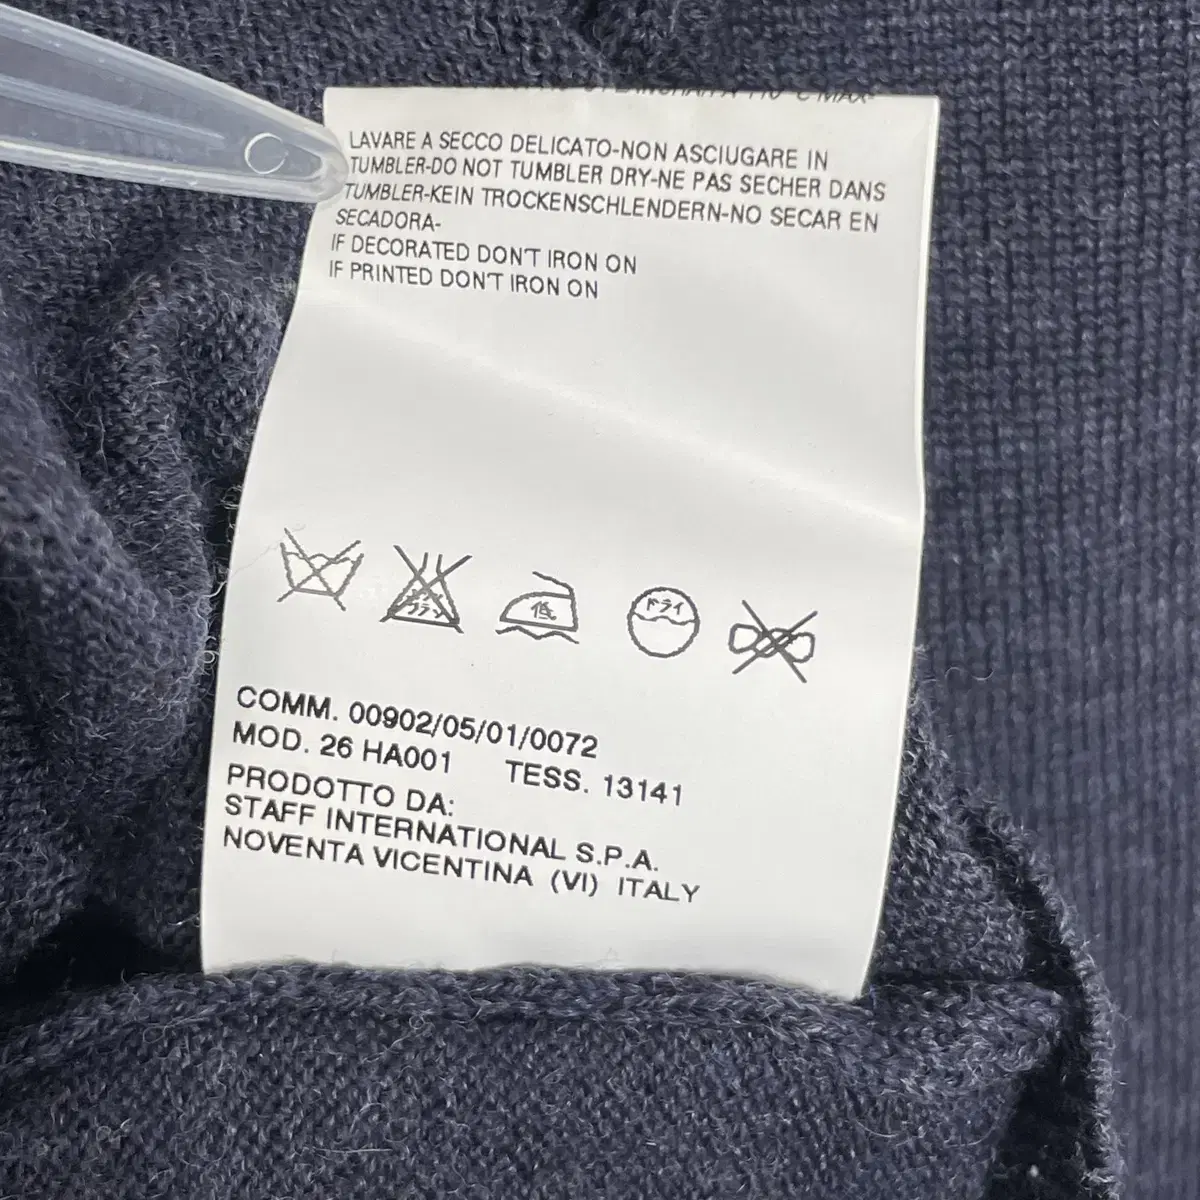 LAVARE A SECCO DELICATO-NON ASCIUGARE IN
TUMBLER-DO NOT TUMBLER DRY-NE PAS SECHER DANS
TUMBLER-KEIN TROCKENSCHLENDERN-NO SECAR EN
SECADORA-
IF DECORATED DON'T IRON ON
IF PRINTED DON'T IRON ON
低
ドライ
COMM. 00902/05/01/0072
MOD. 26 HA001 TESS. 13141
PRODOTTO DA:
STAFF INTERNATIONAL S.P.A.
NOVENTA VICENTINA (VI) ITALY